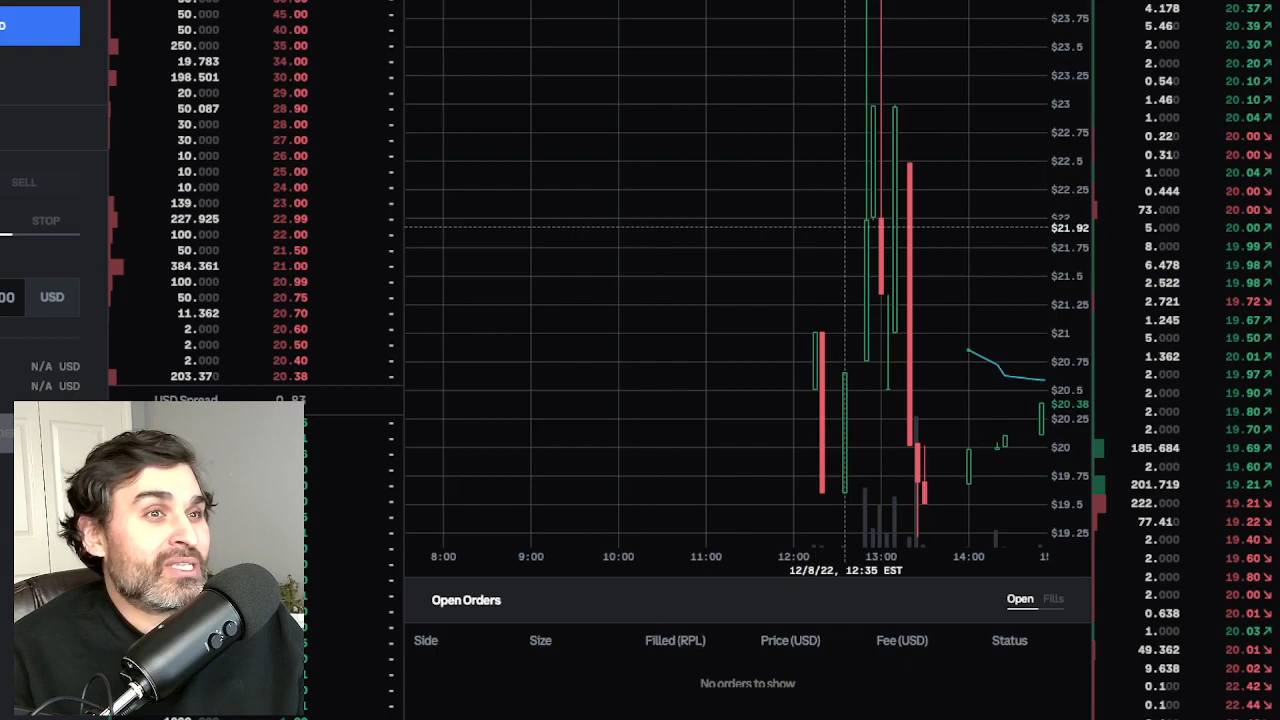 50.000 45.00 -
50.000 40.00 -
250.000 35.00 -
19.783 34.00 -
198.501 30.00 -
20.000 29.00 -
50.087 28.90 -
30.000 28.00 -
30.000 27.00 -
10.000 26.00 -
10.000 25.00 -
10.000 24.00 -
139.000 23.00 -
227.925 22.99 -
100.000 22.00 -
50.000 21.50 -
384.361 21.00 -
100.000 20.99 -
50.000 20.75 -
11.362 20.70 -
2.000 20.60 -
2.000 20.50 -
2.000 20.40 -
203.370 20.38 -
USD Spread 0.83
SELL
STOP
00 USD
N/A USD
N/A USD
$23.75
$23.5
$23.25
$23
$22.75
$22.5
$22.25
$22
$21.92
$21.75
$21.5
$21.25
$21
$20.75
$20.5
$20.38
$20.25
$20
$19.75
$19.5
$19.25
8:00 9:00 10:00 11:00 12:00 13:00 14:00
12/8/22, 12:35 EST
Open Orders Open Fills
Side Size Filled (RPL) Price (USD) Fee (USD) Status
No orders to show
4.178 20.37↗
5.460 20.39↗
2.000 20.30↗
2.000 20.20↗
0.540 20.10↗
1.460 20.10↗
1.000 20.04↗
0.220 20.00↘
0.310 20.00↘
1.000 20.04↗
0.444 20.00↘
73.000 20.00↘
5.000 20.00↗
8.000 19.99↗
6.478 19.98↗
2.522 19.98↗
2.721 19.72↘
1.245 19.67↗
5.000 19.50↗
1.362 20.01↗
2.000 19.97↗
2.000 19.90↗
2.000 19.80↗
2.000 19.70↗
185.684 19.69↗
2.000 19.60↗
201.719 19.21↗
222.000 19.21↘
77.410 19.22↘
2.000 19.40↘
2.000 19.60↘
2.000 19.80↘
2.000 20.00↘
0.638 20.01↘
1.000 20.03↗
49.362 20.01↘
9.638 20.02↘
0.100 22.42↘
0.100 22.44↘